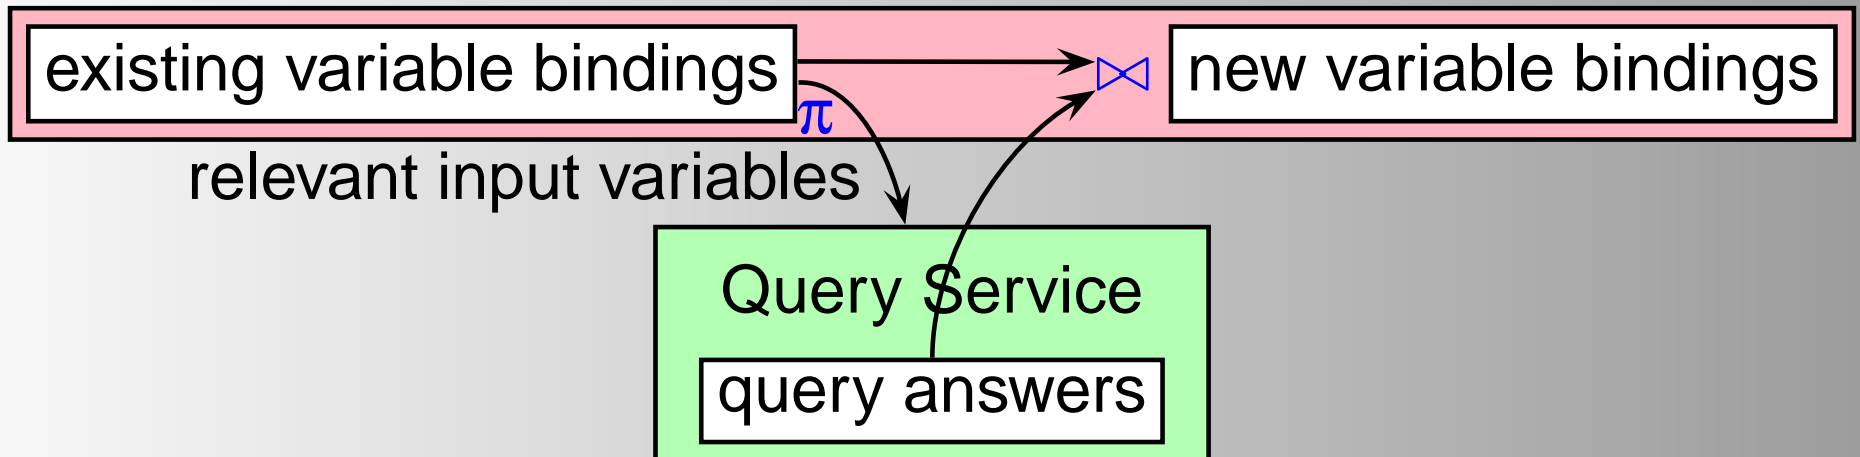 existing variable bindings ⋈ new variable bindings
π
relevant input variables
Query Service
query answers